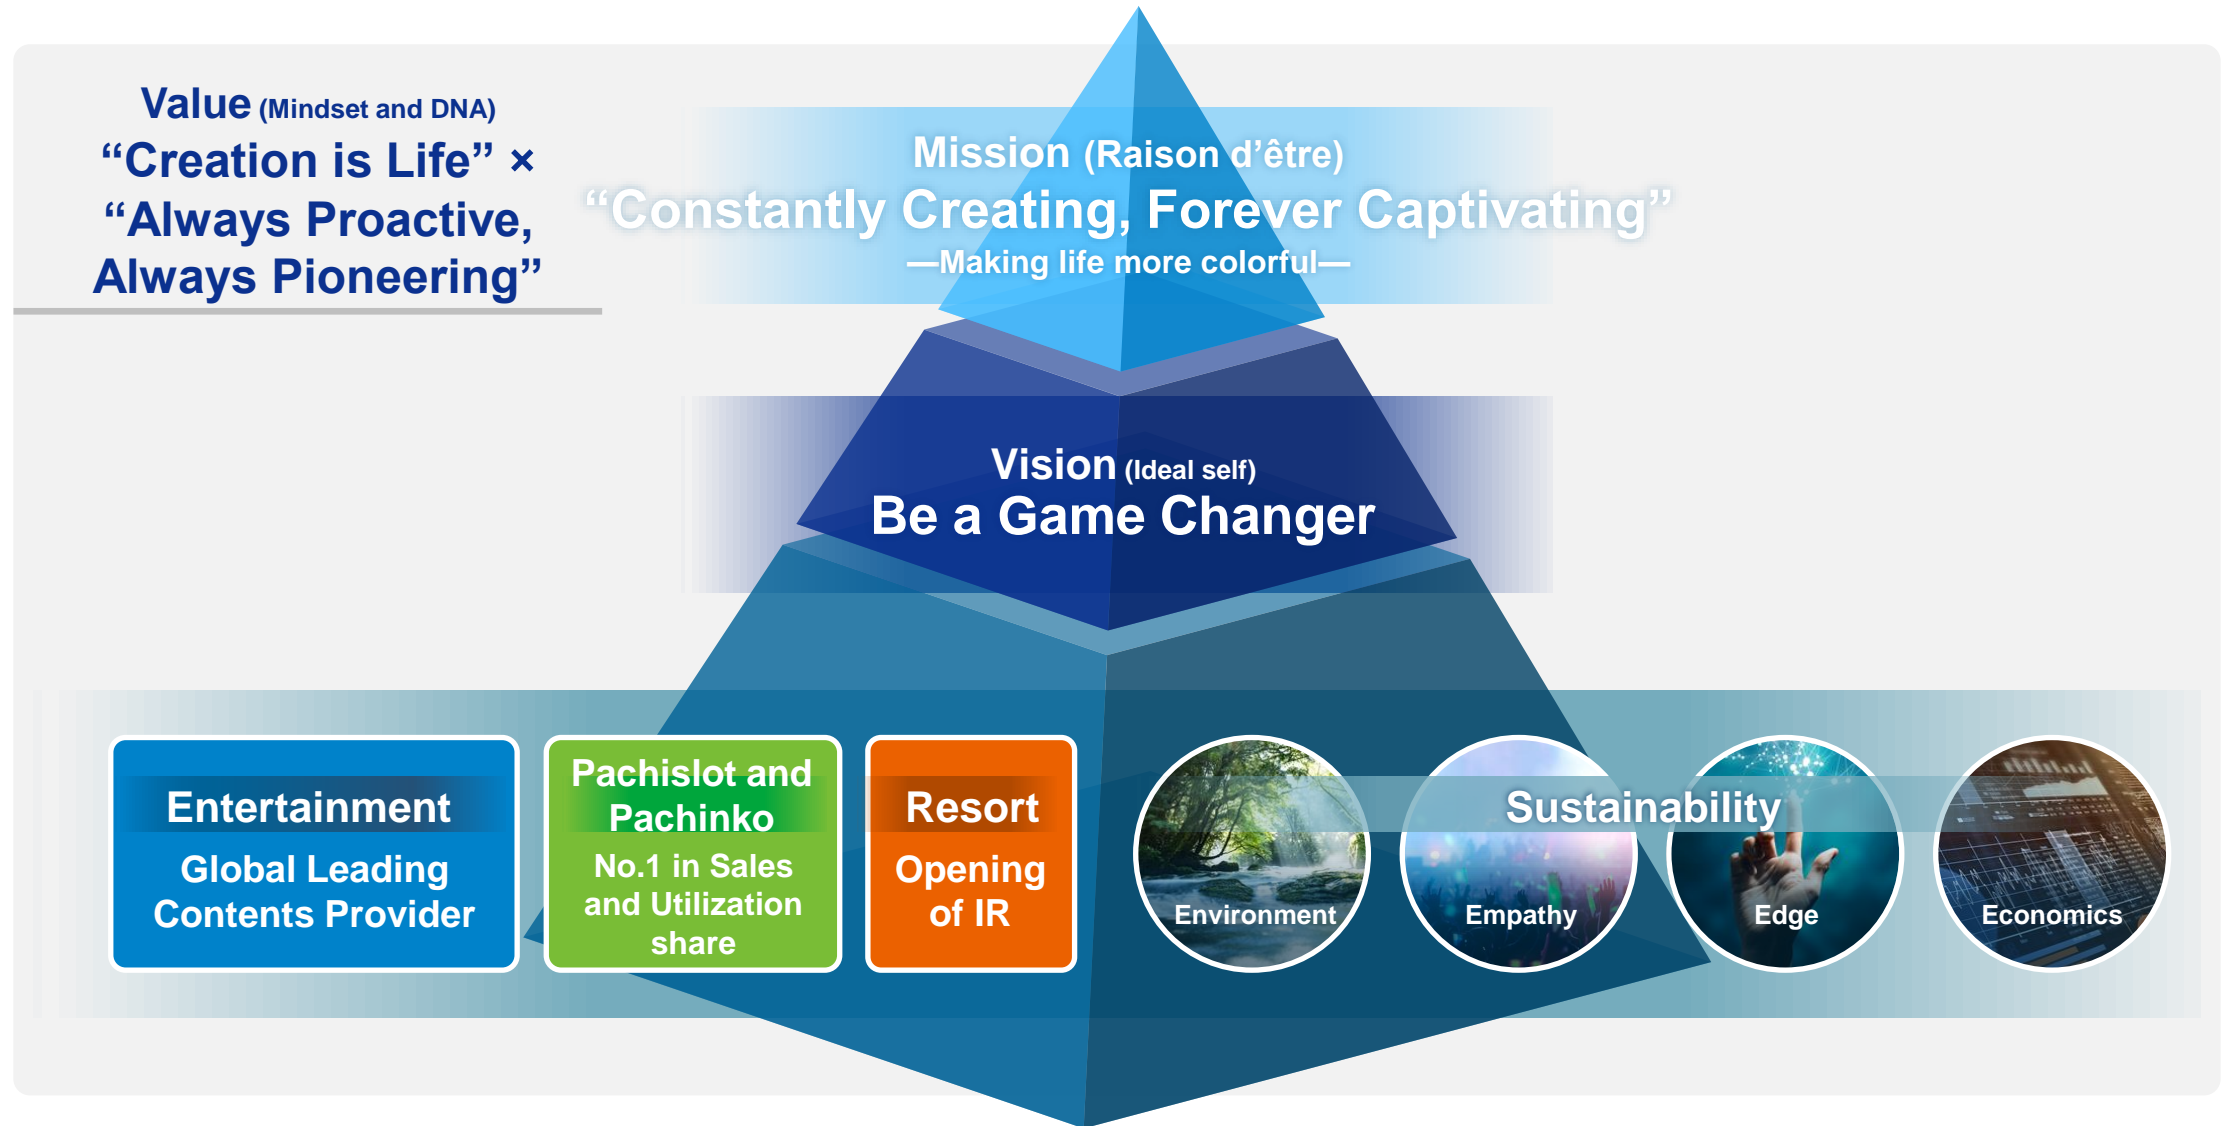 Value (Mindset and DNA)
“Creation is Life” ×
“Always Proactive,
Always Pioneering”
Mission (Raison d’être)
“Constantly Creating, Forever Captivating”
—Making life more colorful—
Vision (Ideal self)
Be a Game Changer
Entertainment
Global Leading
Contents Provider
Pachislot and
Pachinko
No.1 in Sales
and Utilization
share
Resort
Opening
of IR
Sustainability
Environment
Empathy
Edge
Economics